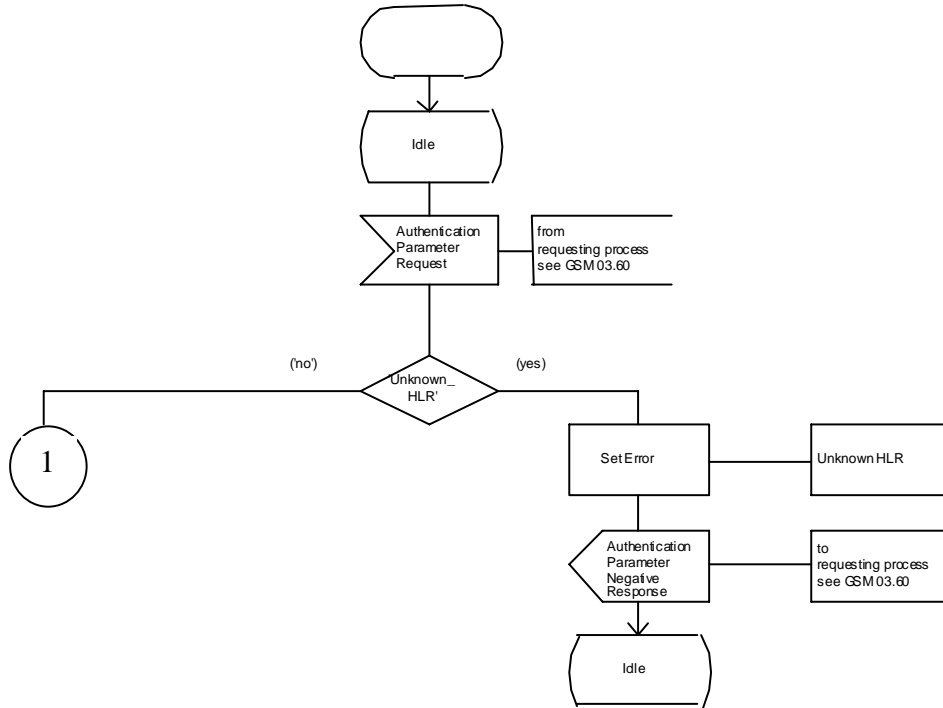 Idle
Authentication
Parameter
Request
from
requesting process
see GSM 03.60
('no')
'Unknown_
HLR'
(yes)
1
Set Error
Unknown HLR
Authentication
Parameter
Negative
Response
to
requesting process
see GSM 03.60
Idle